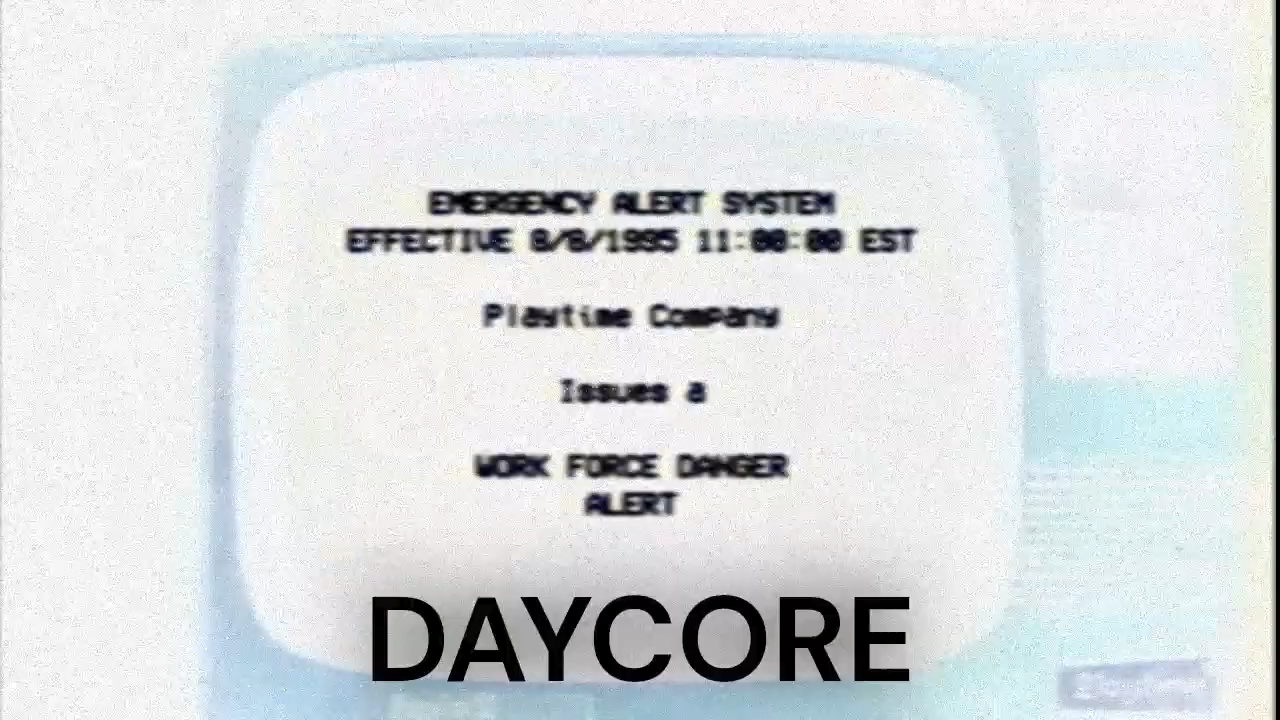 EMERGENCY ALERT SYSTEM
EFFECTIVE 8/8/1995 11:00:00 EST
Playtime Company
Issues a
WORK FORCE DANGER
ALERT
DAYCORE